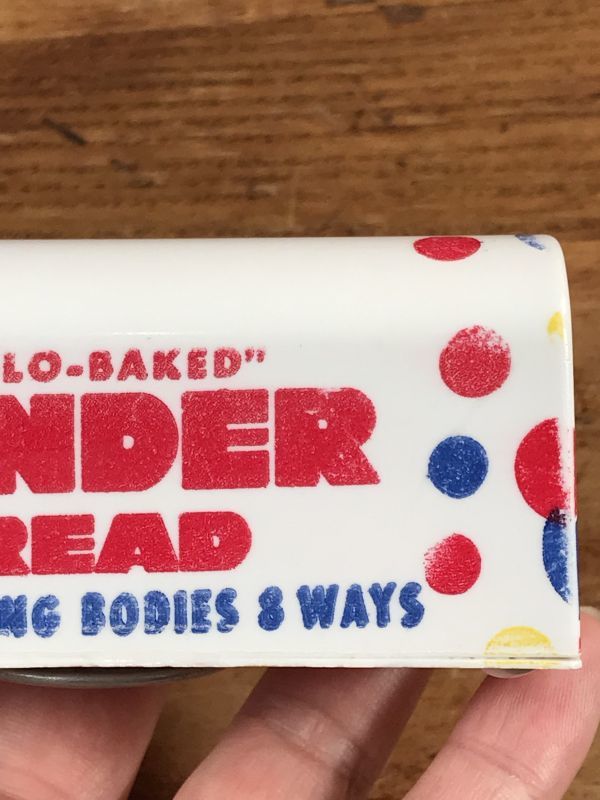 LO-BAKED”
NDER
READ
NG BODIES 8 WAYS